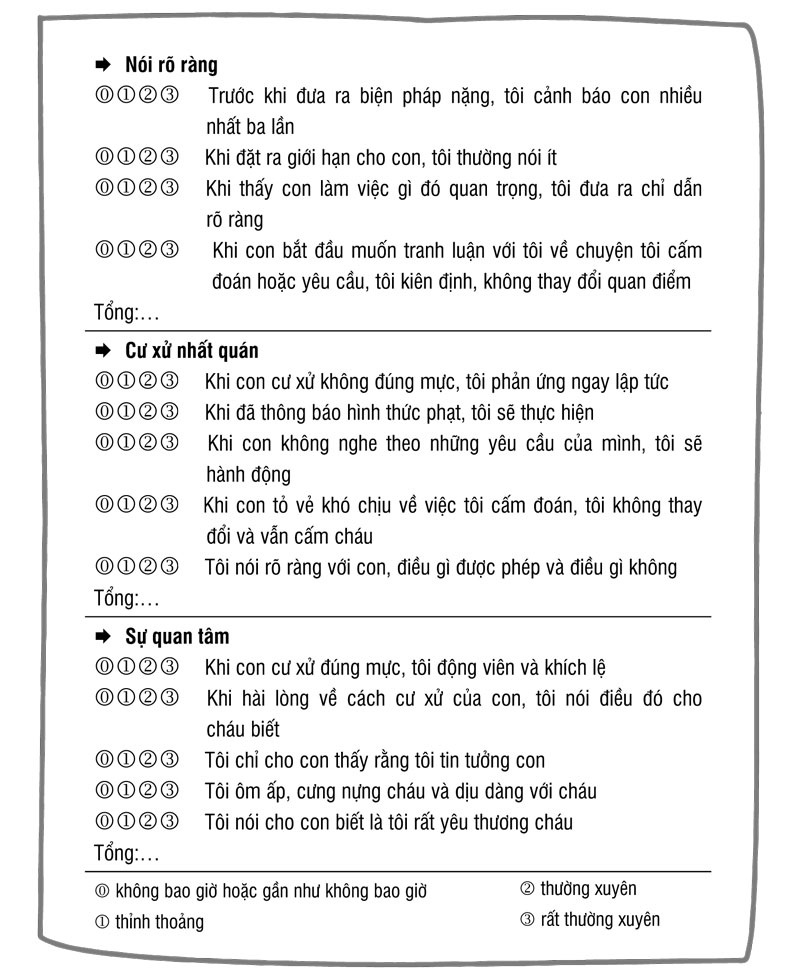 ➡ Nói rõ ràng
⓪①②③ Trước khi đưa ra biện pháp nặng, tôi cảnh báo con nhiều
nhất ba lần
⓪①②③ Khi đặt ra giới hạn cho con, tôi thường nói ít
⓪①②③ Khi thấy con làm việc gì đó quan trọng, tôi đưa ra chỉ dẫn
rõ ràng
⓪①②③ Khi con bắt đầu muốn tranh luận với tôi về chuyện tôi cấm
đoán hoặc yêu cầu, tôi kiên định, không thay đổi quan điểm
Tổng:...
➡ Cư xử nhất quán
⓪①②③ Khi con cư xử không đúng mực, tôi phản ứng ngay lập tức
⓪①②③ Khi đã thông báo hình thức phạt, tôi sẽ thực hiện
⓪①②③ Khi con không nghe theo những yêu cầu của mình, tôi sẽ
hành động
⓪①②③ Khi con tỏ vẻ khó chịu về việc tôi cấm đoán, tôi không thay
đổi và vẫn cấm cháu
⓪①②③ Tôi nói rõ ràng với con, điều gì được phép và điều gì không
Tổng:...
➡ Sự quan tâm
⓪①②③ Khi con cư xử đúng mực, tôi động viên và khích lệ
⓪①②③ Khi hài lòng về cách cư xử của con, tôi nói điều đó cho
cháu biết
⓪①②③ Tôi chỉ cho con thấy rằng tôi tin tưởng con
⓪①②③ Tôi ôm ấp, cưng nựng cháu và dịu dàng với cháu
⓪①②③ Tôi nói cho con biết là tôi rất yêu thương cháu
Tổng:...
⓪ không bao giờ hoặc gần như không bao giờ
① thỉnh thoảng
② thường xuyên
③ rất thường xuyên